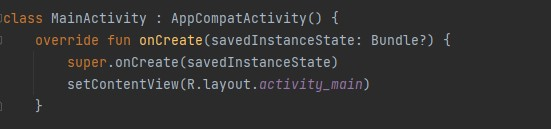 class MainActivity : AppCompatActivity() {
    override fun onCreate(savedInstanceState: Bundle?) {
        super.onCreate(savedInstanceState)
        setContentView(R.layout.activity_main)
    }